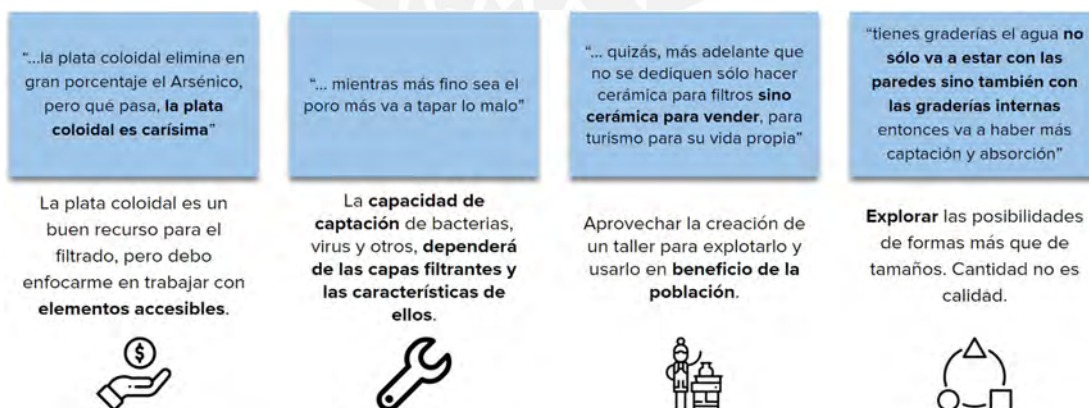 "...la plata coloidal elimina en
gran porcentaje el Arsénico,
pero qué pasa, la plata
coloidal es carísima"
La plata coloidal es un
buen recurso para el
filtrado, pero debo
enfocarme en trabajar con
elementos accesibles.
"... mientras más fino sea el
poro más va a tapar lo malo"
La capacidad de
captación de bacterias,
virus y otros, dependerá
de las capas filtrantes y
las características de
ellos.
"... quizás, más adelante que
no se dediquen sólo hacer
cerámica para filtros sino
cerámica para vender, para
turismo para su vida propia"
Aprovechar la creación de
un taller para explotarlo y
usarlo en beneficio de la
población.
"tienes graderías el agua no
sólo va a estar con las
paredes sino también con
las graderías internas
entonces va a haber más
captación y absorción"
Explorar las posibilidades
de formas más que de
tamaños. Cantidad no es
calidad.
$